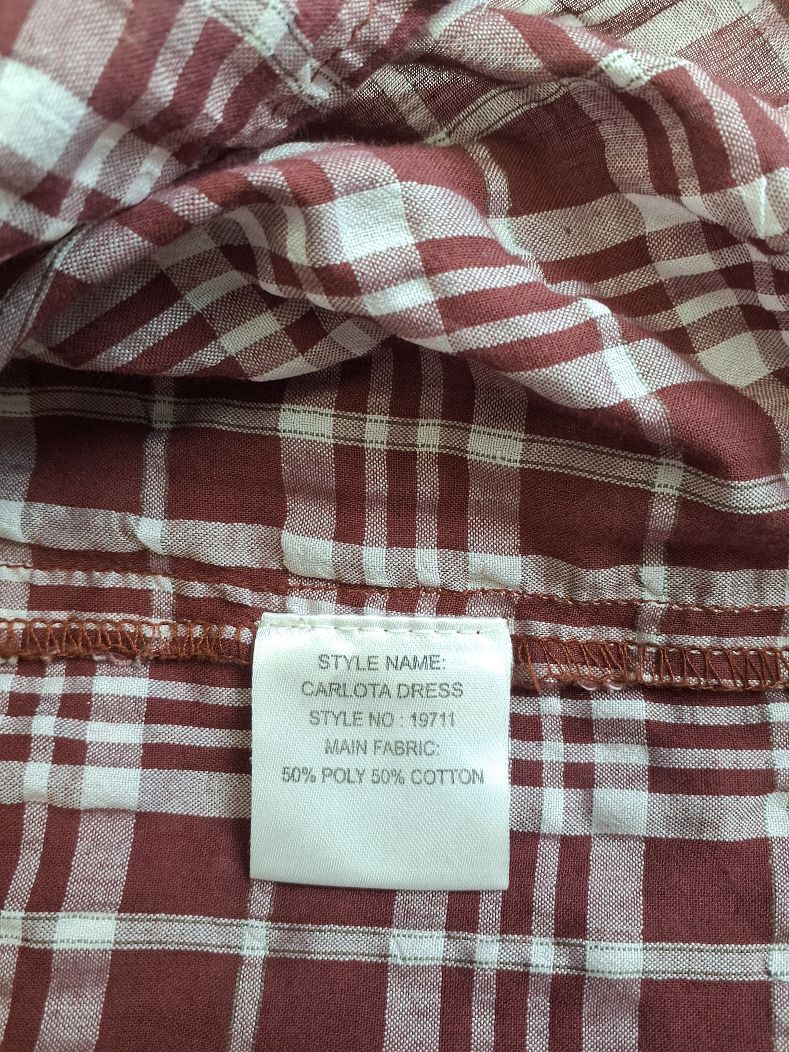 STYLE NAME:
CARLOTA DRESS
STYLE NO : 19711
MAIN FABRIC:
50% POLY 50% COTTON